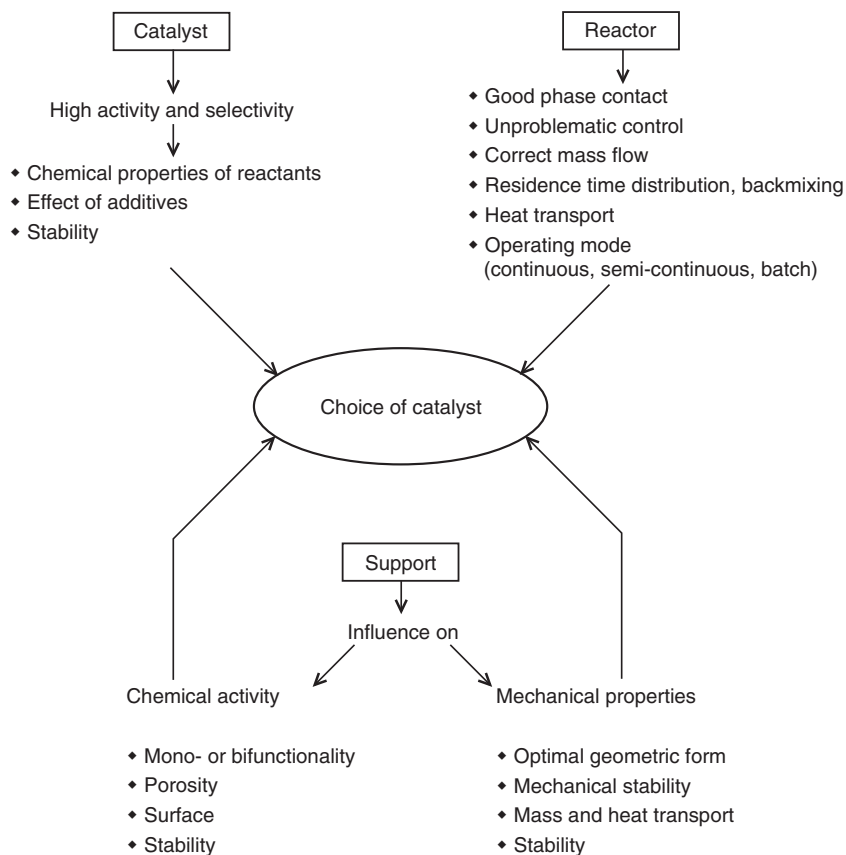 Catalyst
High activity and selectivity
◆ Chemical properties of reactants
◆ Effect of additives
◆ Stability
Reactor
◆ Good phase contact
◆ Unproblematic control
◆ Correct mass flow
◆ Residence time distribution, backmixing
◆ Heat transport
◆ Operating mode
(continuous, semi-continuous, batch)
Choice of catalyst
Support
Influence on
Chemical activity
◆ Mono- or bifunctionality
◆ Porosity
◆ Surface
◆ Stability
Mechanical properties
◆ Optimal geometric form
◆ Mechanical stability
◆ Mass and heat transport
◆ Stability